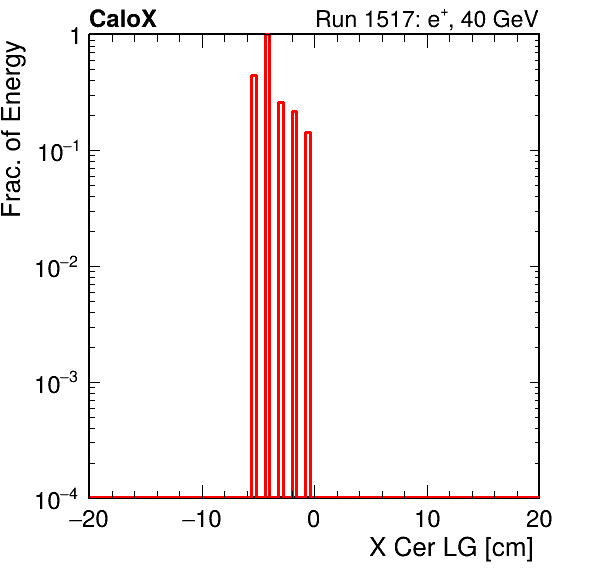 CaloX Run 1517: e⁺, 40 GeV
Frac. of Energy
1
10⁻¹
10⁻²
10⁻³
10⁻⁴
−20 −10 0 10 20
X Cer LG [cm]